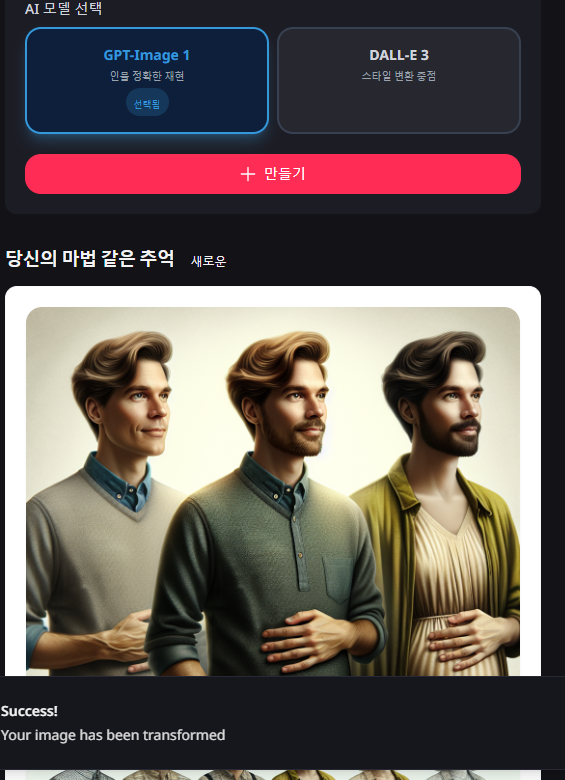 AI 모델 선택
GPT-Image 1
인물 정확한 재현
선택됨
DALL-E 3
스타일 변환 중점
+ 만들기
당신의 마법 같은 추억 새로운
Success!
Your image has been transformed